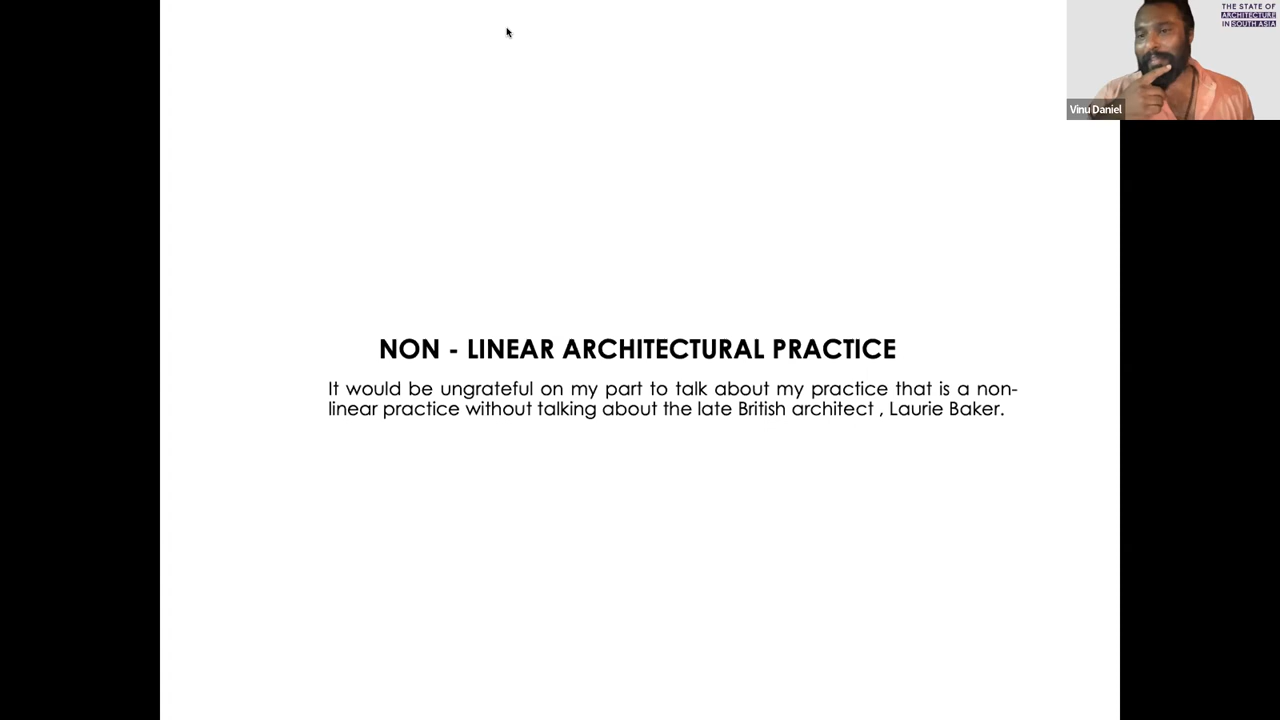 THE STATE OF
ARCHITECTURE
IN SOUTH ASIA
Vinu Daniel
NON - LINEAR ARCHITECTURAL PRACTICE
It would be ungrateful on my part to talk about my practice that is a non-
linear practice without talking about the late British architect , Laurie Baker.